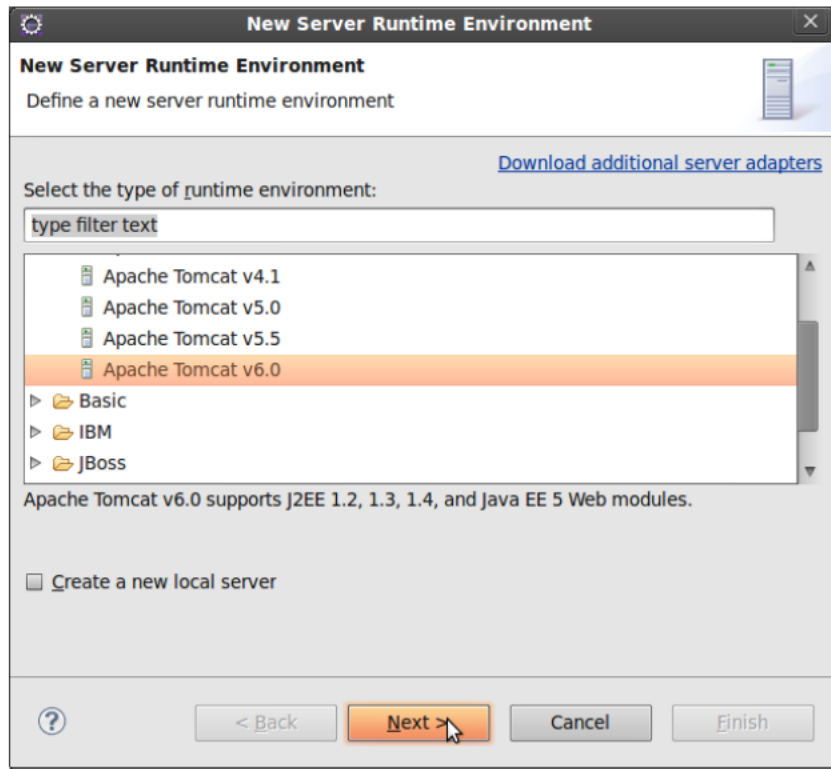 New Server Runtime Environment
New Server Runtime Environment
Define a new server runtime environment
Download additional server adapters
Select the type of runtime environment:
type filter text
Apache Tomcat v4.1
Apache Tomcat v5.0
Apache Tomcat v5.5
Apache Tomcat v6.0
Basic
IBM
JBoss
Apache Tomcat v6.0 supports J2EE 1.2, 1.3, 1.4, and Java EE 5 Web modules.
Create a new local server
? < Back Next > Cancel Finish